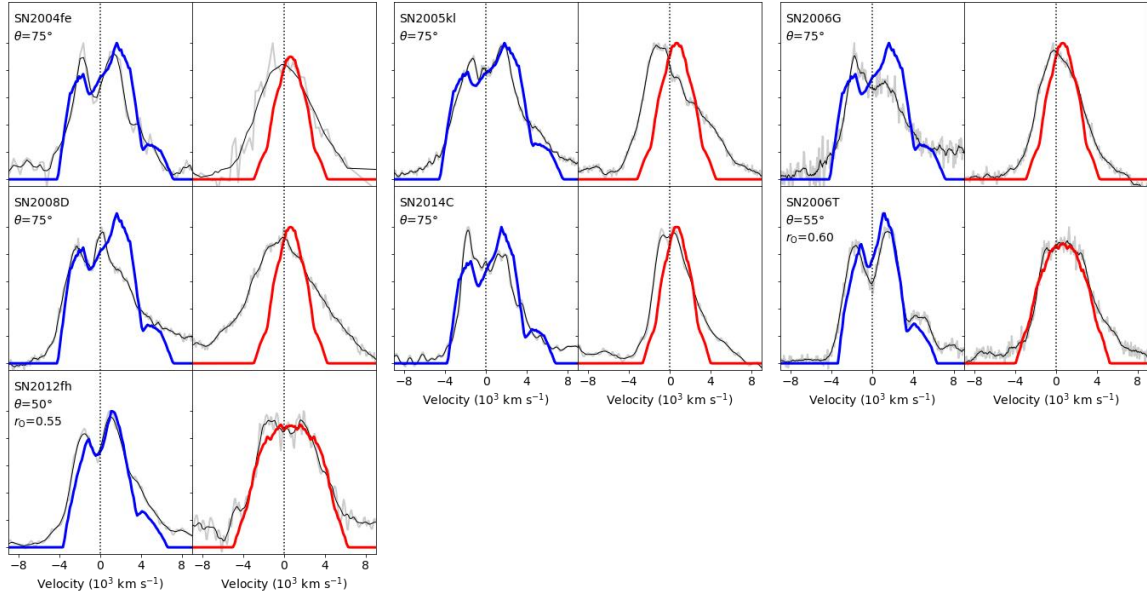 SN2004fe
θ=75°
SN2005kl
θ=75°
SN2006G
θ=75°
SN2008D
θ=75°
SN2014C
θ=75°
SN2006T
θ=55°
r_O=0.60
−8 −4 0 4 8 −8 −4 0 4 8
−8 −4 0 4 8 −8 −4 0 4 8
Velocity (10³ km s⁻¹) Velocity (10³ km s⁻¹)
Velocity (10³ km s⁻¹) Velocity (10³ km s⁻¹)
SN2012fh
θ=50°
r_O=0.55
−8 −4 0 4 8 −8 −4 0 4 8
Velocity (10³ km s⁻¹) Velocity (10³ km s⁻¹)